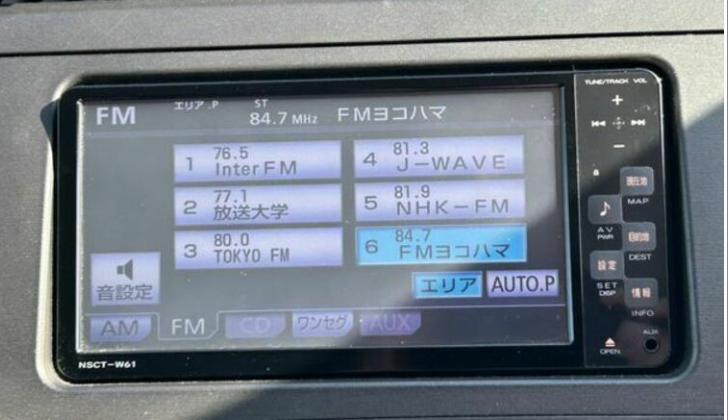 FM
エリア.P
ST
84.7 MHz
FMヨコハマ
1 76.5 InterFM
2 77.1 放送大学
3 80.0 TOKYO FM
4 81.3 J-WAVE
5 81.9 NHK-FM
6 84.7 FMヨコハマ
エリア
AUTO.P
音設定
AM
FM
CD
ワンセグ
AUX
NSCT-W61
TUNE/TRACK VOL
+
-
現在地
MAP
♪
AV
PWR
目的地
DEST
設定
SET
DISP
情報
INFO
OPEN
AUX